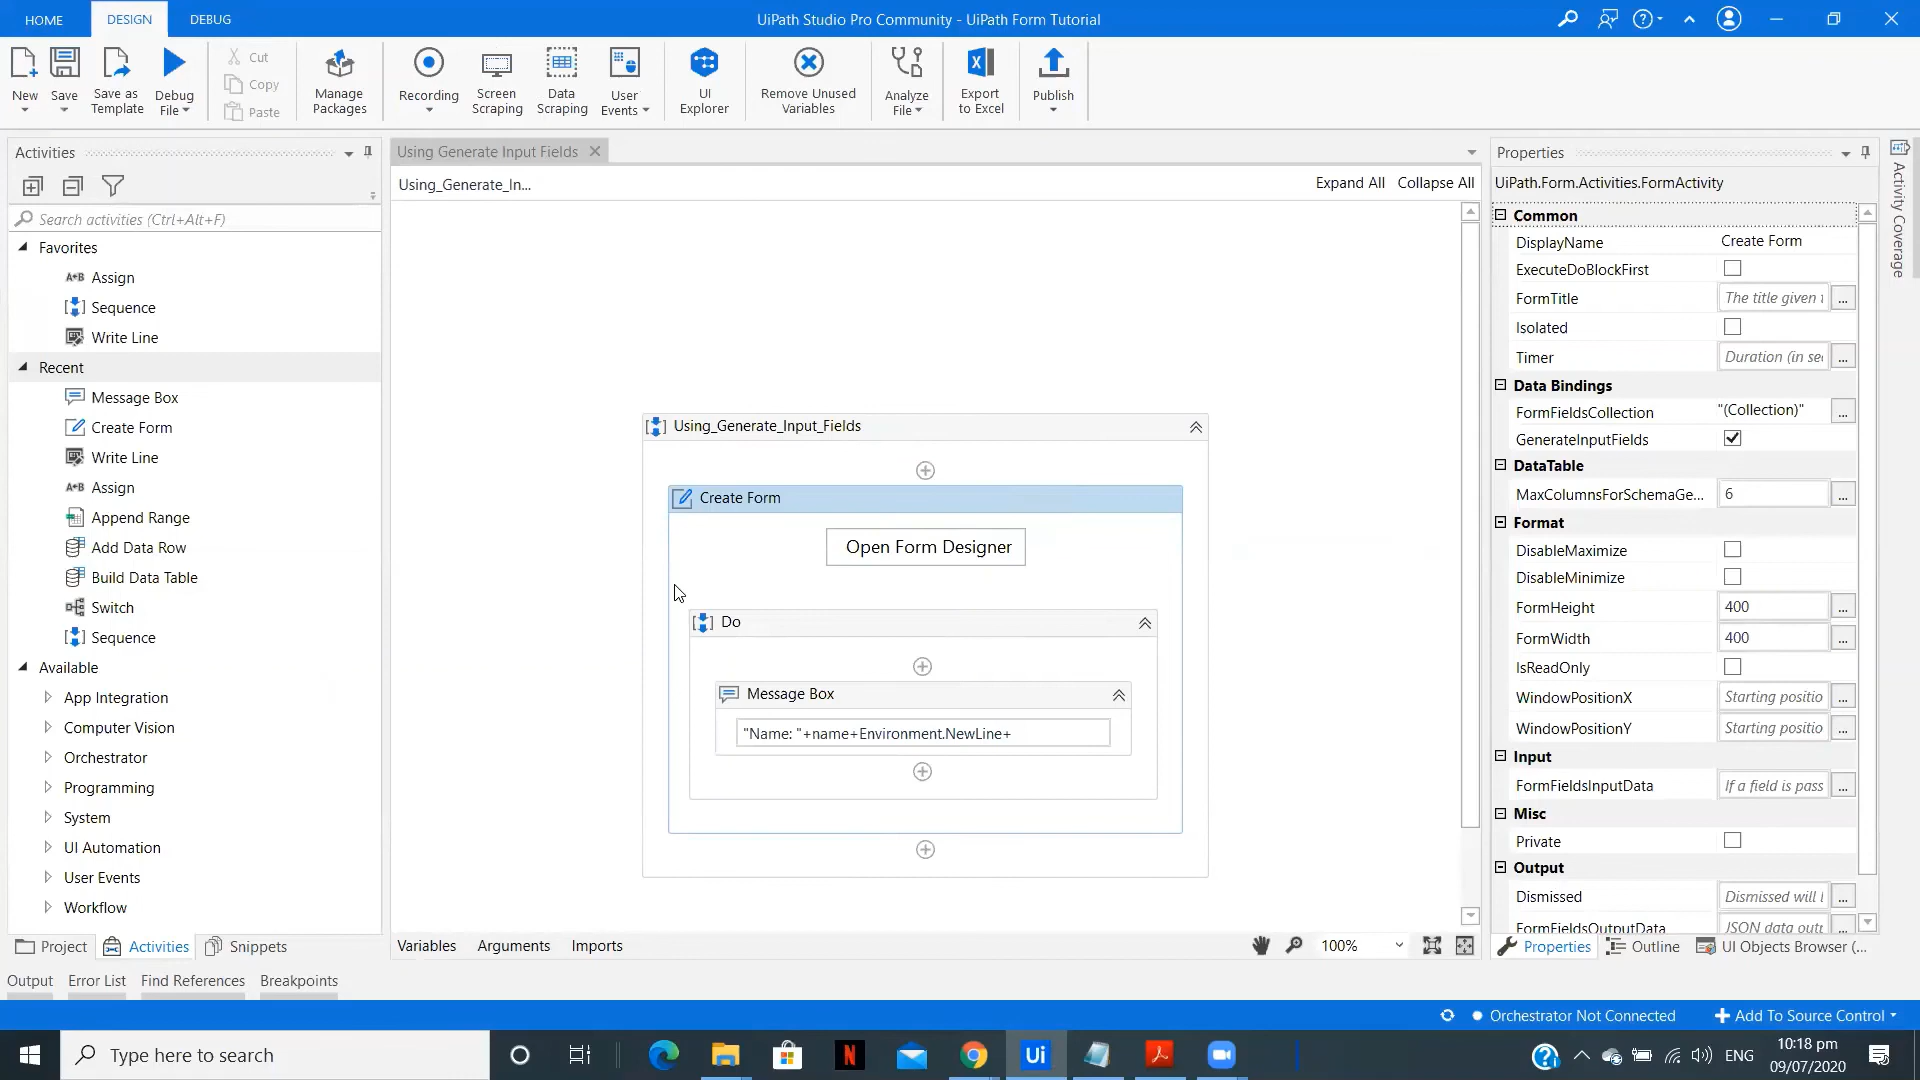 HOME
DESIGN
DEBUG
UiPath Studio Pro Community - UiPath Form Tutorial
New
Save
Save as Template
Debug File
Cut
Copy
Paste
Manage Packages
Recording
Screen Scraping
Data Scraping
User Events
UI Explorer
Remove Unused Variables
Analyze File
Export to Excel
Publish
Activities
Search activities (Ctrl+Alt+F)
Favorites
Assign
Sequence
Write Line
Recent
Message Box
Create Form
Write Line
Assign
Append Range
Add Data Row
Build Data Table
Switch
Sequence
Available
App Integration
Computer Vision
Orchestrator
Programming
System
UI Automation
User Events
Workflow
Project
Activities
Snippets
Using Generate Input Fields
Using_Generate_In...
Expand All
Collapse All
Using_Generate_Input_Fields
Create Form
Open Form Designer
Do
Message Box
"Name: "+name+Environment.NewLine+
Variables
Arguments
Imports
100%
Properties
UiPath.Form.Activities.FormActivity
Common
DisplayName Create Form
ExecuteDoBlockFirst
FormTitle The title given t ...
Isolated
Timer Duration (in se ...
Data Bindings
FormFieldsCollection "(Collection)" ...
GenerateInputFields
DataTable
MaxColumnsForSchemaGe... 6 ...
Format
DisableMaximize
DisableMinimize
FormHeight 400 ...
FormWidth 400 ...
IsReadOnly
WindowPositionX Starting positio ...
WindowPositionY Starting positio ...
Input
FormFieldsInputData If a field is pass ...
Misc
Private
Output
Dismissed Dismissed will ...
FormFieldsOutputData JSON data out ...
Properties
Outline
UI Objects Browser (...
Activity Coverage
Output
Error List
Find References
Breakpoints
Orchestrator Not Connected
Add To Source Control
Type here to search
Ui
ENG
10:18 pm
09/07/2020